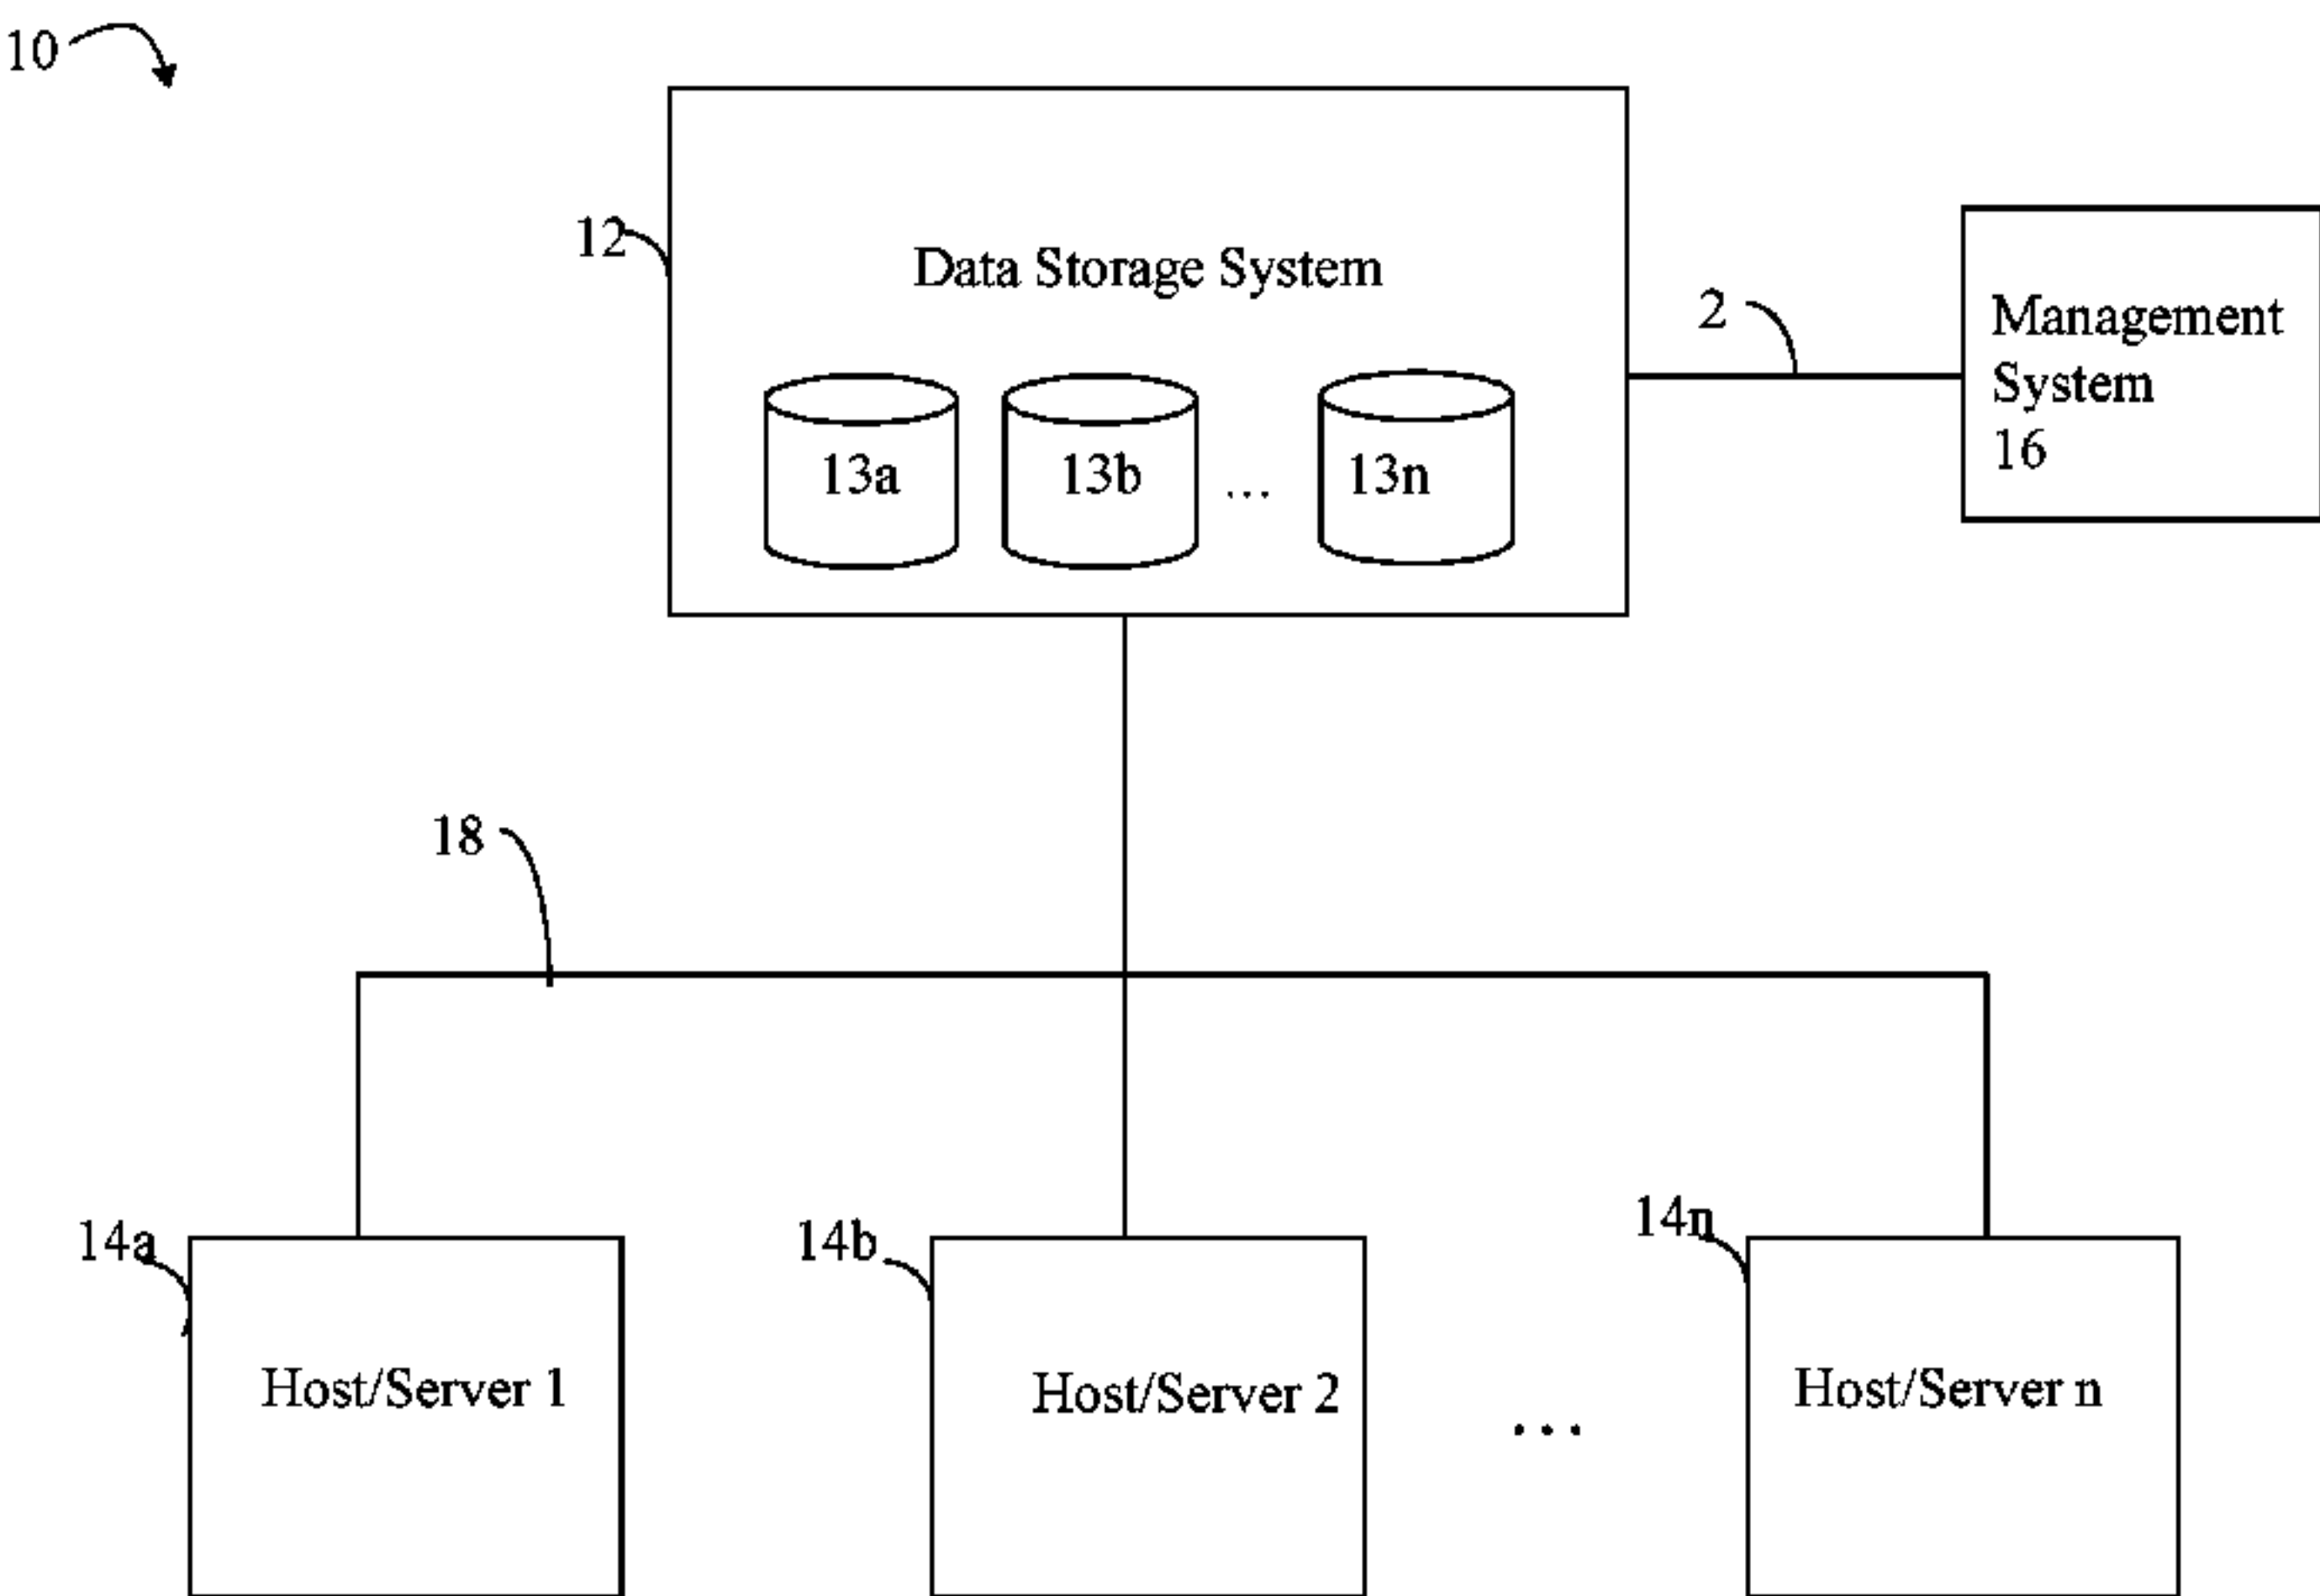 10
12
Data Storage System
2
Management
System
16
13a
13b
...
13n
18
14a
14b
14n
Host/Server 1
Host/Server 2
...
Host/Server n